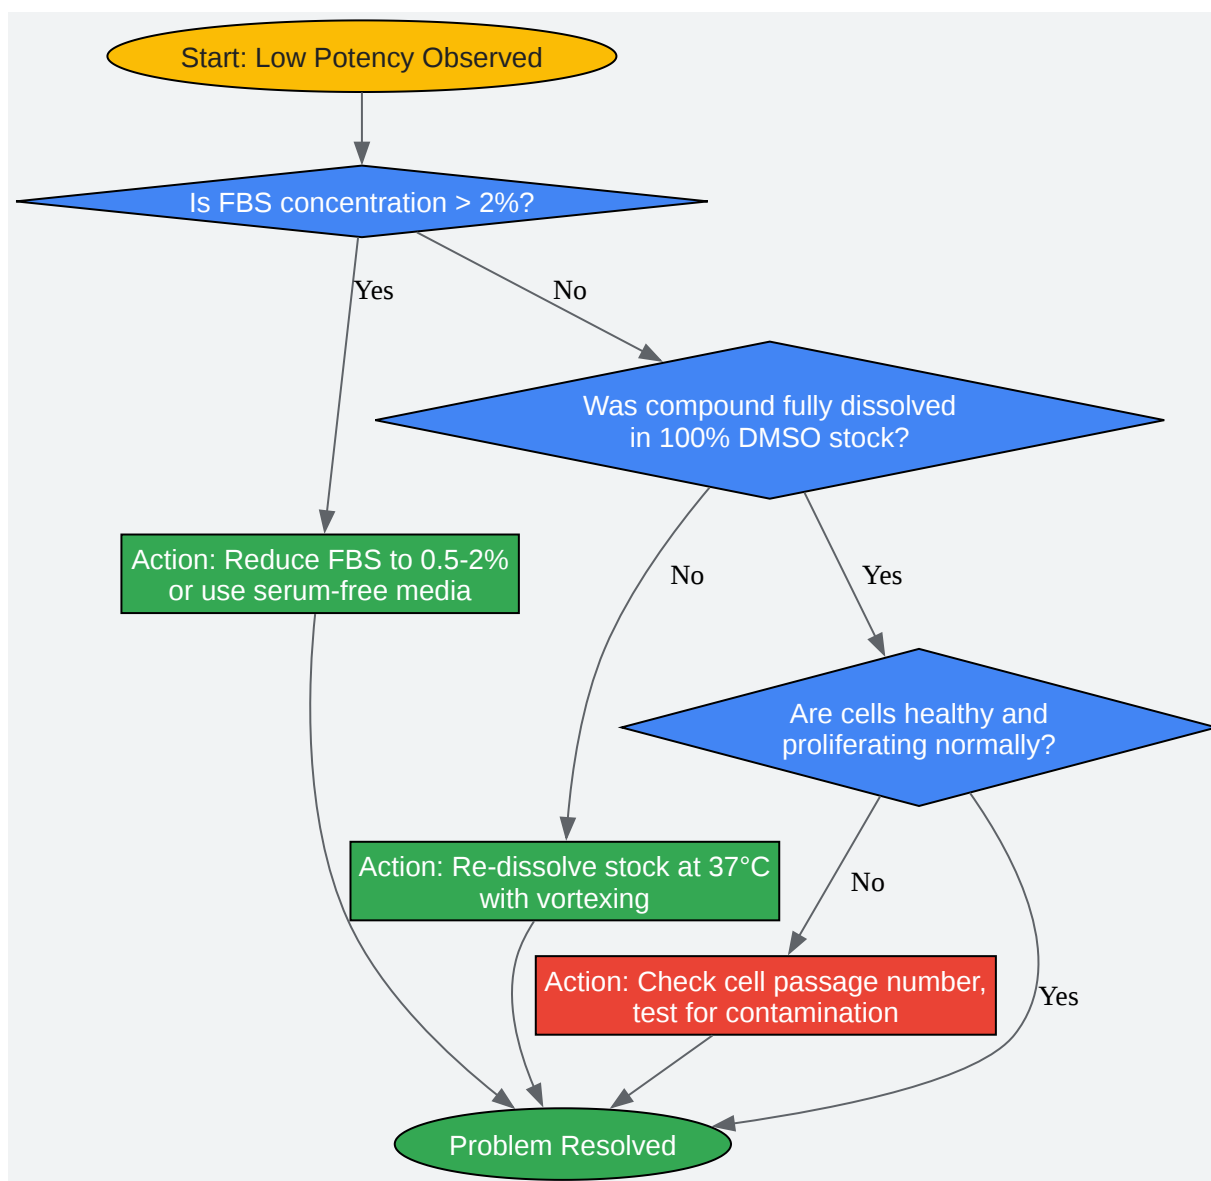 Start: Low Potency Observed
Is FBS concentration > 2%?
Yes
No
Was compound fully dissolved
in 100% DMSO stock?
Action: Reduce FBS to 0.5-2%
or use serum-free media
No
Yes
Are cells healthy and
proliferating normally?
Action: Re-dissolve stock at 37°C
with vortexing
No
Action: Check cell passage number,
test for contamination
Yes
Problem Resolved